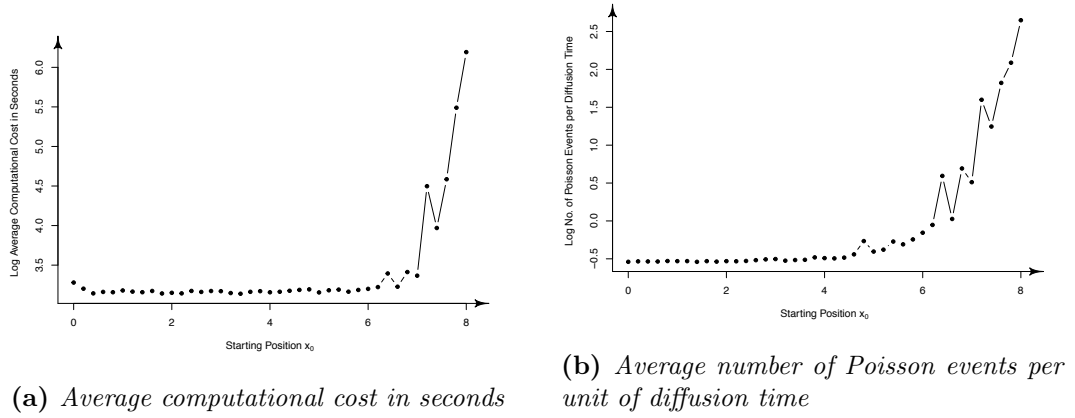 Log Average Computational Cost in Seconds
6.0
5.5
5.0
4.5
4.0
3.5
0 2 4 6 8
Starting Position x₀
(a) Average computational cost in seconds
Log No. of Poisson Events per Diffusion Time
2.5
2.0
1.5
1.0
0.5
0.0
−0.5
0 2 4 6 8
Starting Position x₀
(b) Average number of Poisson events per
unit of diffusion time